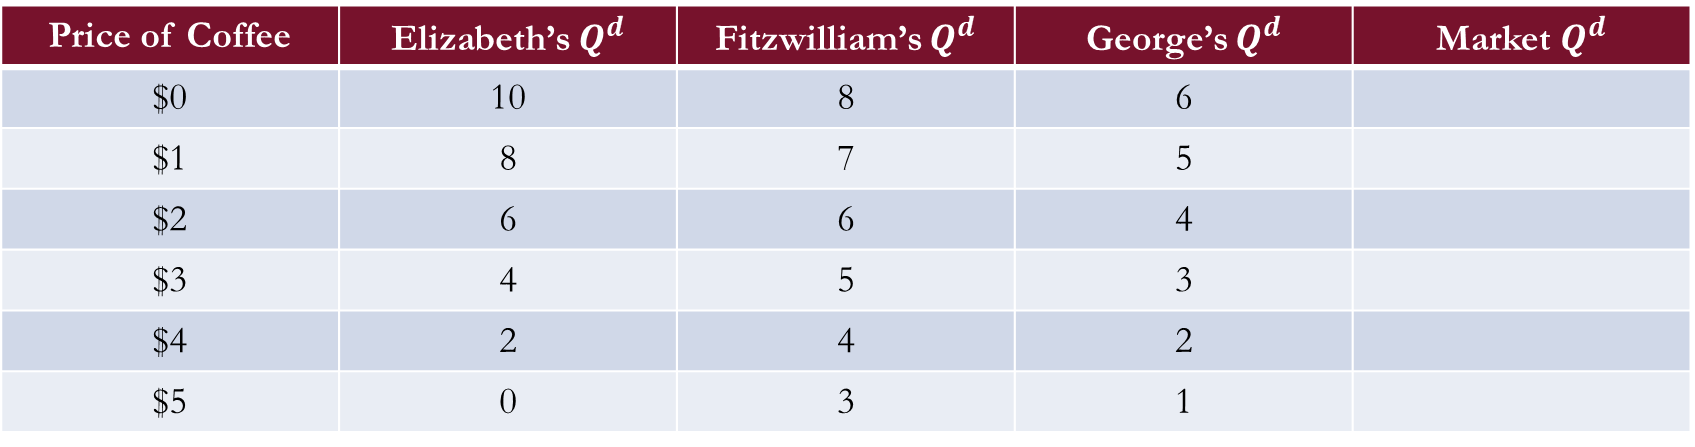 Price of Coffee Elizabeth's Q^d Fitzwilliam's Q^d George's Q^d Market Q^d
$0 10 8 6
$1 8 7 5
$2 6 6 4
$3 4 5 3
$4 2 4 2
$5 0 3 1